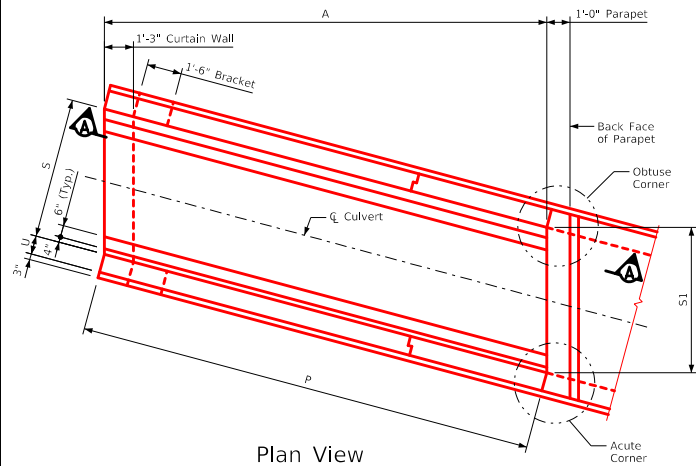 A
1'-0" Parapet
1'-3" Curtain Wall
1'-6" Bracket
A
S
6" (Typ.)
U
4"
3"
℄ Culvert
Back Face
of Parapet
Obtuse
Corner
A
S1
P
Acute
Corner
Plan View